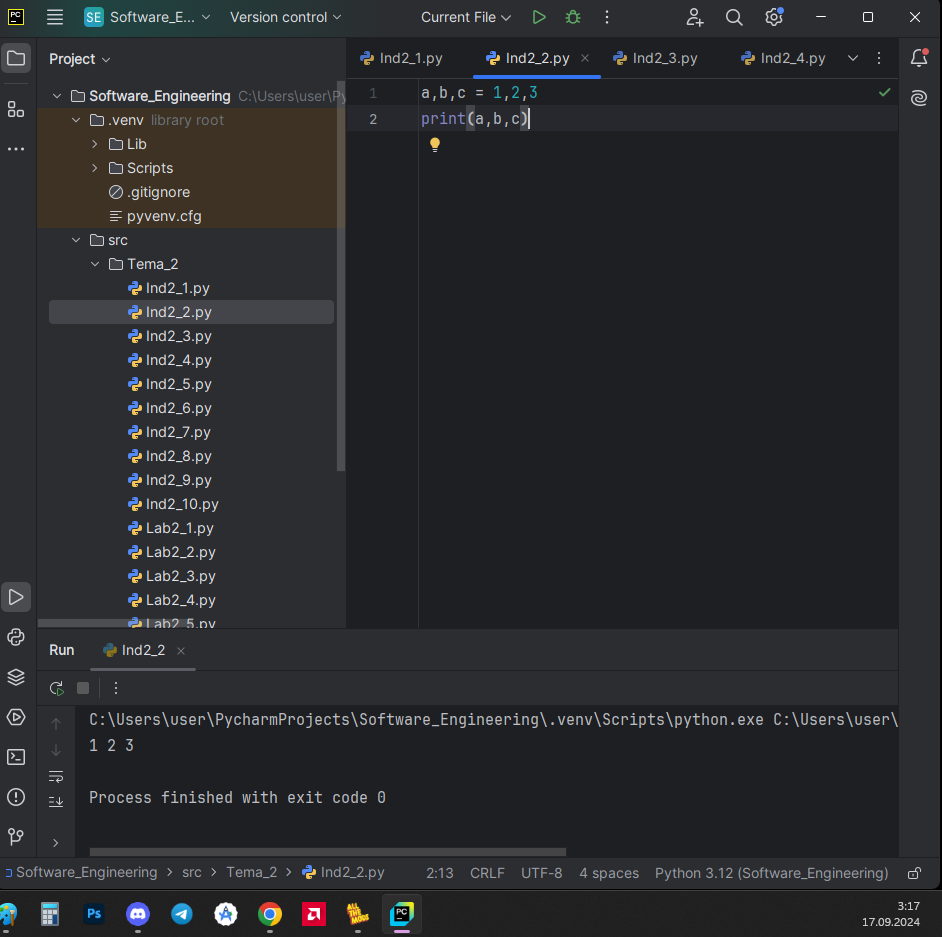 PC SE Software_E... Version control Current File
Project
Ind2_1.py Ind2_2.py Ind2_3.py Ind2_4.py
Software_Engineering C:\Users\user\Py
.venv library root
Lib
Scripts
.gitignore
pyvenv.cfg
src
Tema_2
Ind2_1.py
Ind2_2.py
Ind2_3.py
Ind2_4.py
Ind2_5.py
Ind2_6.py
Ind2_7.py
Ind2_8.py
Ind2_9.py
Ind2_10.py
Lab2_1.py
Lab2_2.py
Lab2_3.py
Lab2_4.py
Lab2_5.py
1 a,b,c = 1,2,3
2 print(a,b,c)
Run Ind2_2
C:\Users\user\PycharmProjects\Software_Engineering\.venv\Scripts\python.exe C:\Users\user\
1 2 3
Process finished with exit code 0
Software_Engineering > src > Tema_2 > Ind2_2.py 2:13 CRLF UTF-8 4 spaces Python 3.12 (Software_Engineering)
Ps ALL THE MODS PC
3:17
17.09.2024